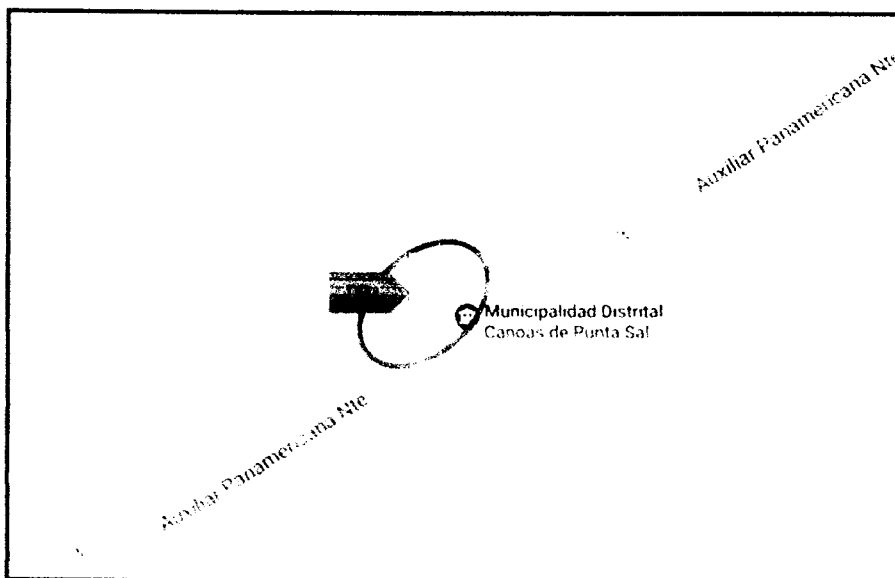 Auxiliar Panamericana Nte
Municipalidad Distrital
Canoas de Punta Sal
Auxiliar Panamericana Nte